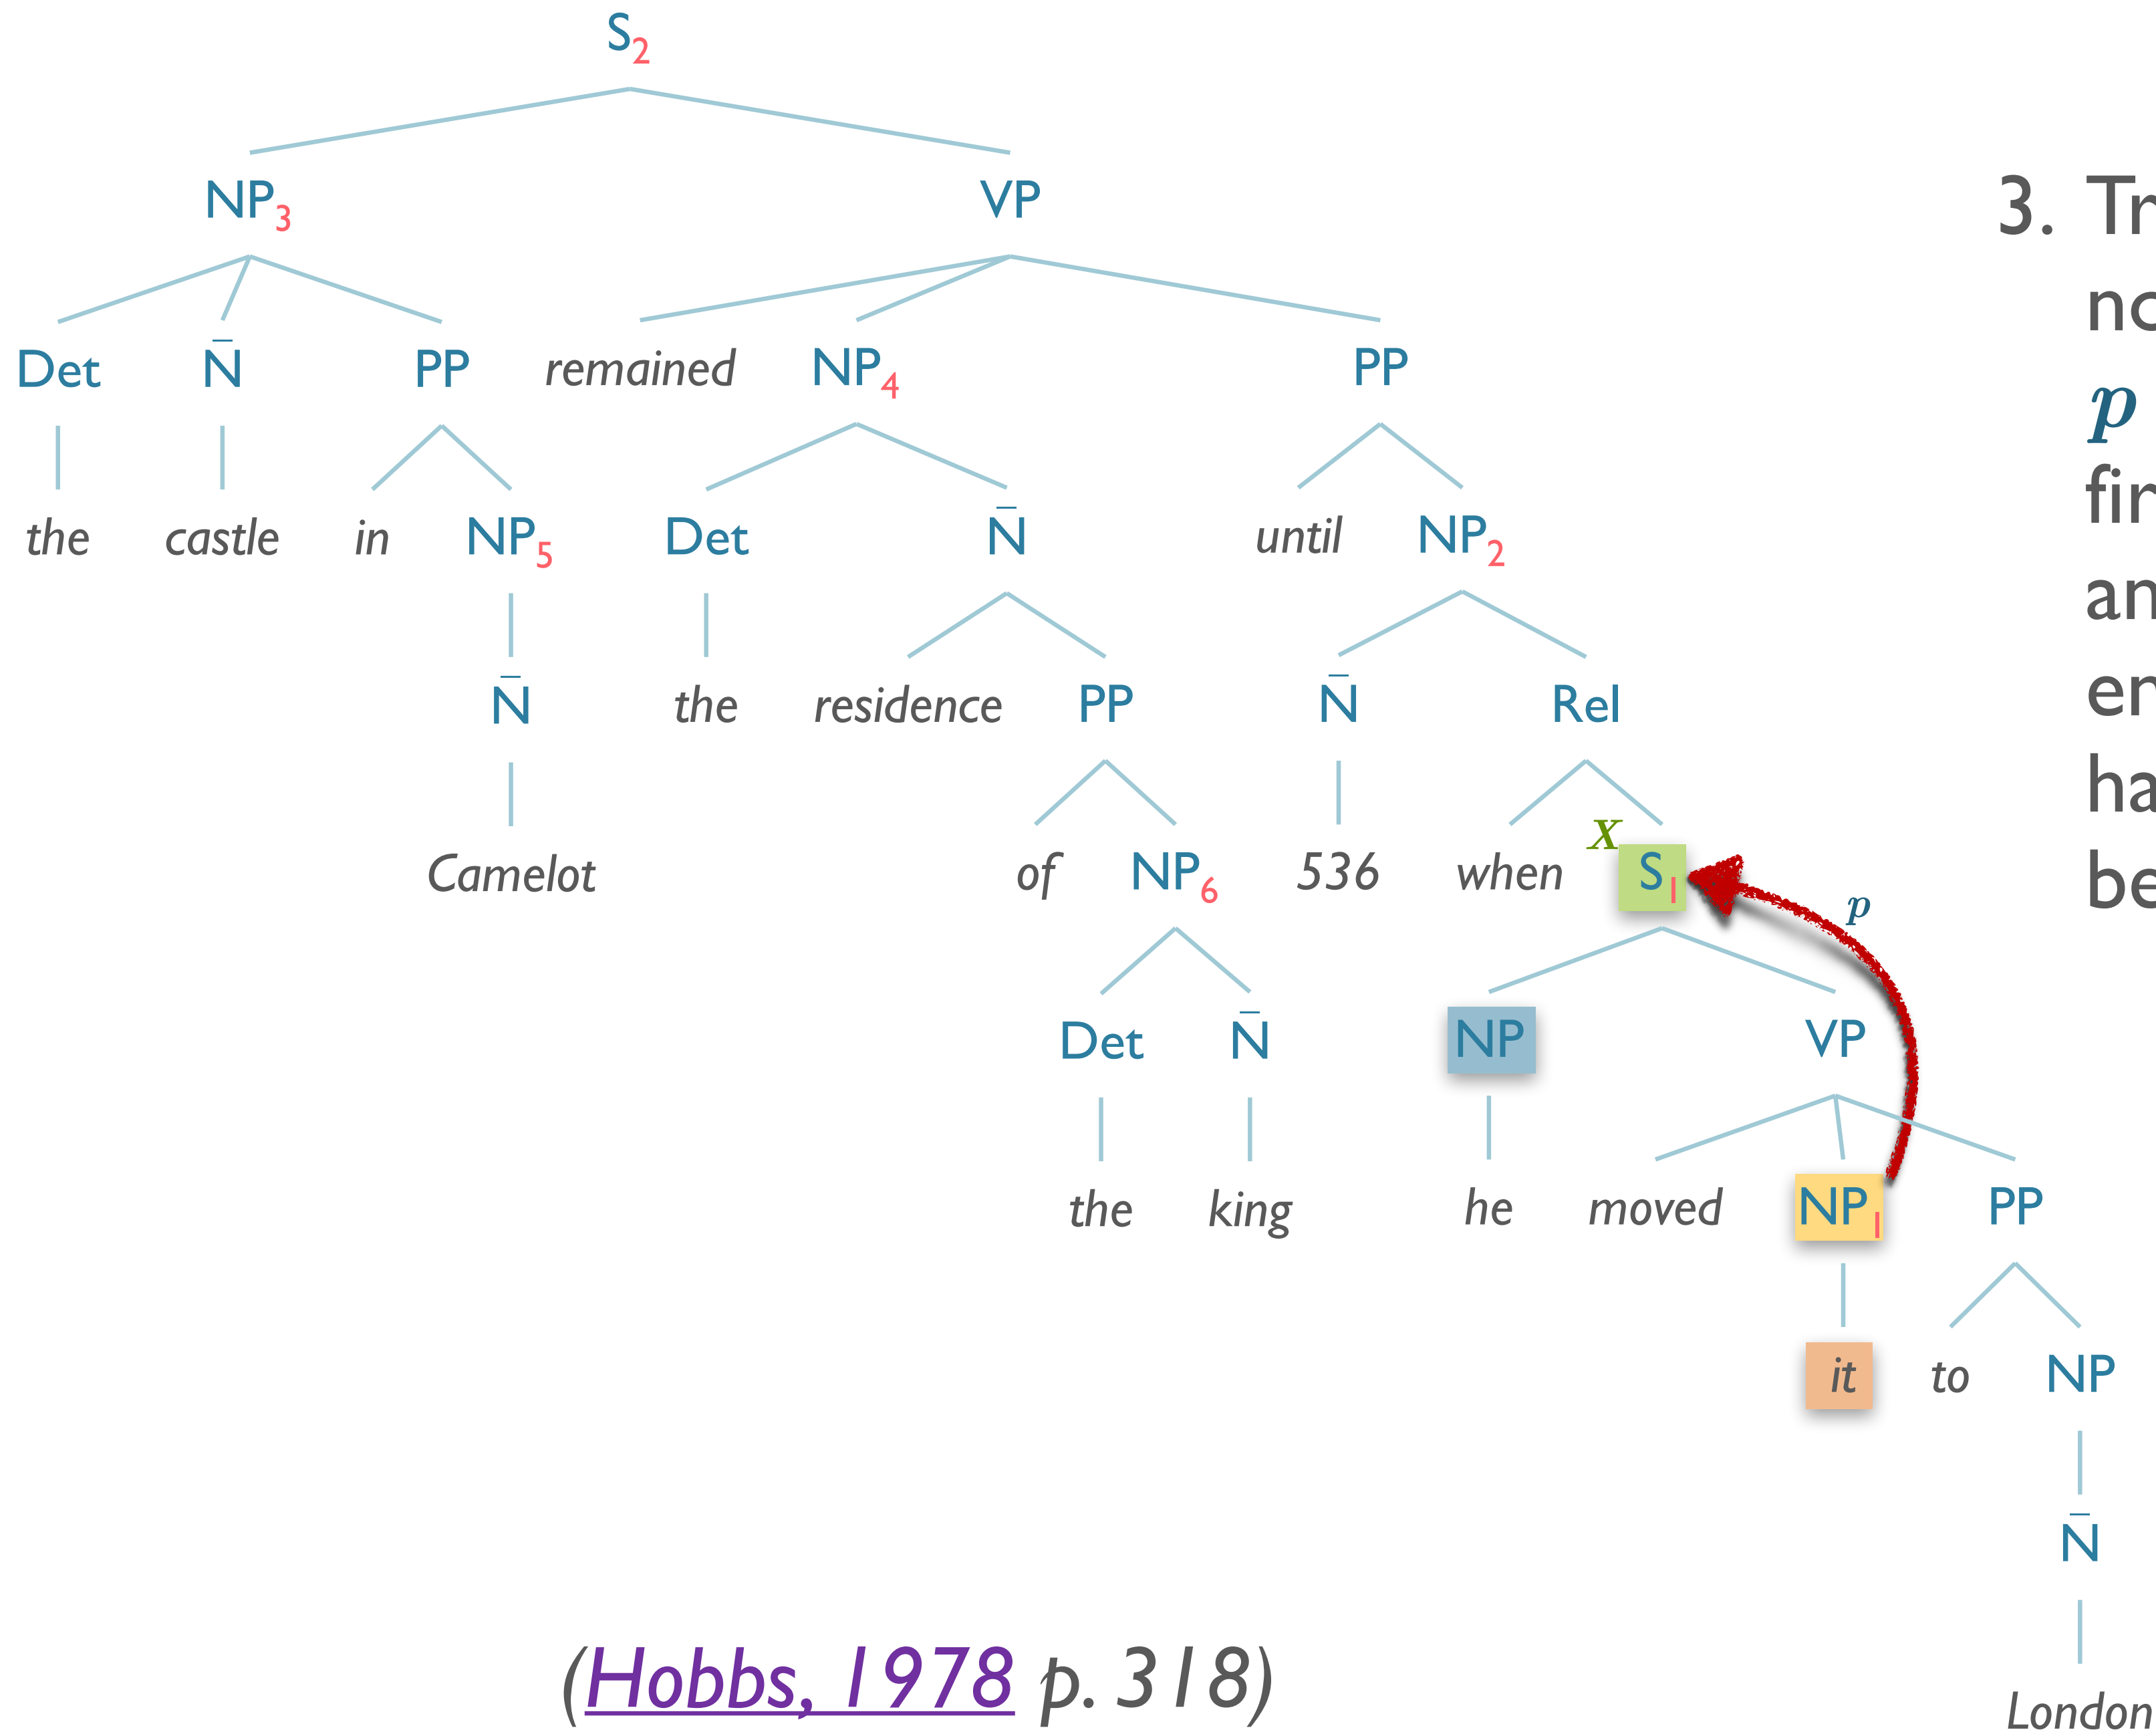 S2
NP3 VP
Det N̄ PP remained NP4 PP
the castle in NP5 Det N̄ until NP2
N̄ the residence PP N̄ Rel
Camelot of NP6 536 when X S1
p
Det N̄ NP VP
the king he moved NP1 PP
it to NP
N̄
London
(Hobbs, 1978 p. 318)
3. Tr
no
p
fir
an
en
ha
be